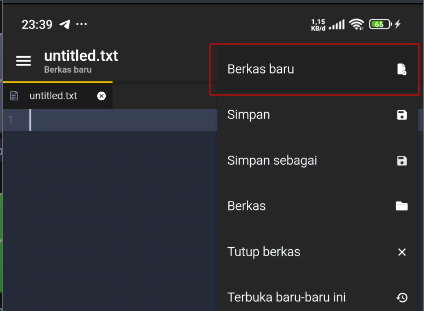 23:39
1,15 KB/d
65
untitled.txt
Berkas baru
untitled.txt
1
Berkas baru
Simpan
Simpan sebagai
Berkas
Tutup berkas
Terbuka baru-baru ini